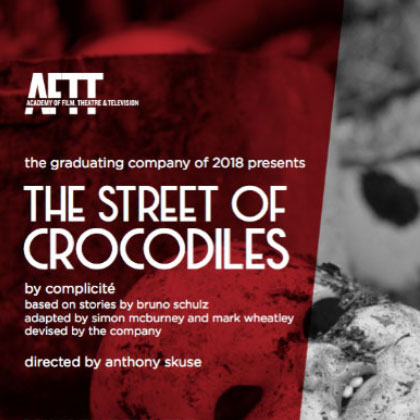 AFTT
ACADEMY OF FILM, THEATRE & TELEVISION
the graduating company of 2018 presents
THE STREET OF
CROCODILES
by complicité
based on stories by bruno schulz
adapted by simon mcburney and mark wheatley
devised by the company
directed by anthony skuse